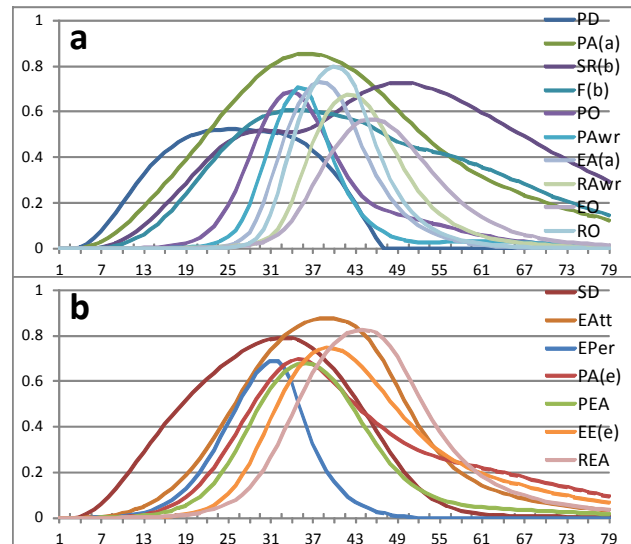 a
1
0.8
0.6
0.4
0.2
0
1 7 13 19 25 31 37 43 49 55 61 67 73 79
PD
PA(a)
SR(b)
F(b)
PO
PAwr
EA(a)
RAwr
EO
RO
b
1
0.8
0.6
0.4
0.2
0
1 7 13 19 25 31 37 43 49 55 61 67 73 79
SD
EAtt
EPer
PA(e)
PEA
EE(e)
REA